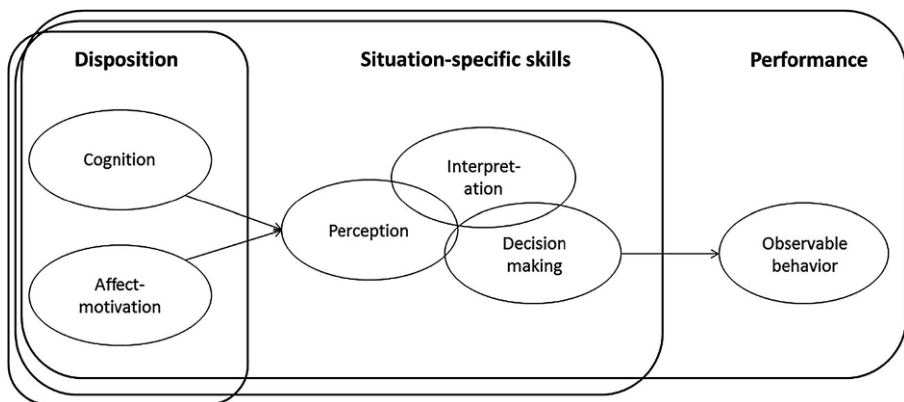 Disposition
Situation-specific skills
Performance
Cognition
Affect-
motivation
Perception
Interpret-
ation
Decision
making
Observable
behavior